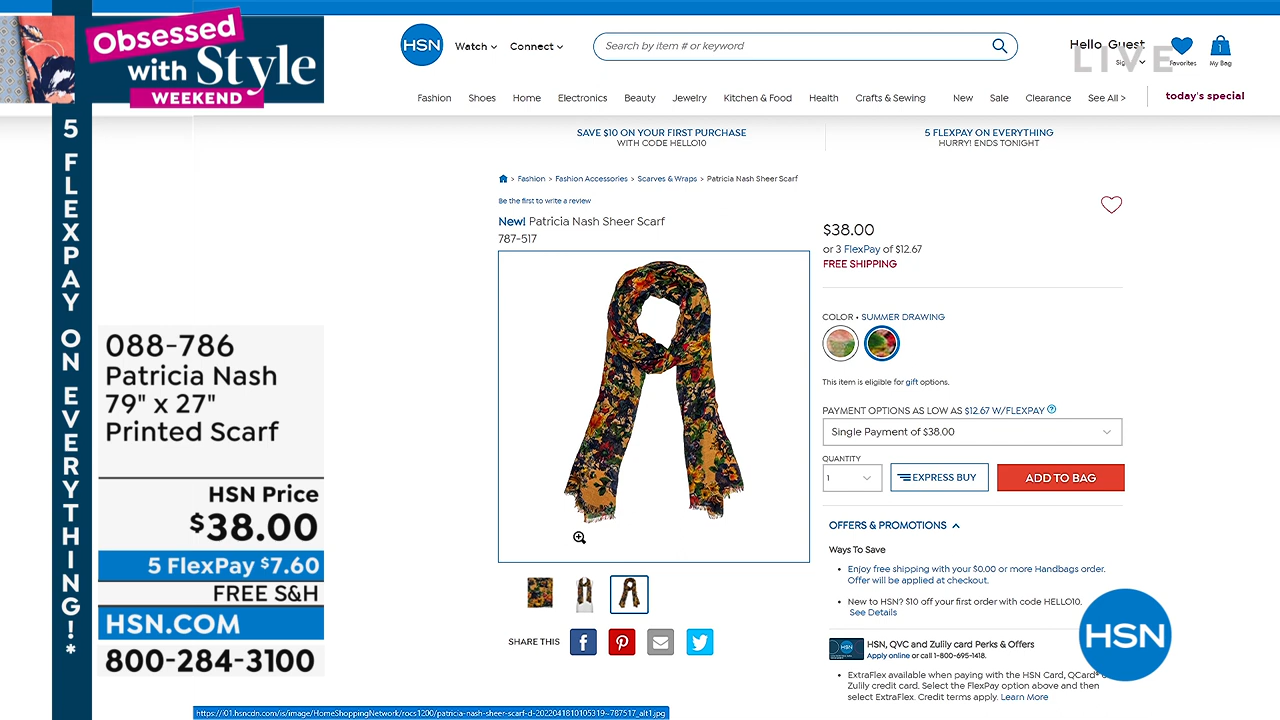 Obsessed
with Style
WEEKEND
5 FLEXPAY ON EVERYTHING!*
088-786
Patricia Nash
79" x 27"
Printed Scarf
HSN Price
$38.00
5 FlexPay $7.60
FREE S&H
HSN.COM
800-284-3100
HSN
Watch
Connect
Search by item # or keyword
Hello, Guest
LIVE
Favorites
1
My Bag
Fashion Shoes Home Electronics Beauty Jewelry Kitchen & Food Health Crafts & Sewing New Sale Clearance See All > today's special
SAVE $10 ON YOUR FIRST PURCHASE
WITH CODE HELLO10
5 FLEXPAY ON EVERYTHING
HURRY! ENDS TONIGHT
> Fashion > Fashion Accessories > Scarves & Wraps > Patricia Nash Sheer Scarf
Be the first to write a review
New! Patricia Nash Sheer Scarf
787-517
$38.00
or 3 FlexPay of $12.67
FREE SHIPPING
COLOR • SUMMER DRAWING
This item is eligible for gift options.
PAYMENT OPTIONS AS LOW AS $12.67 W/FLEXPAY ?
Single Payment of $38.00
QUANTITY
1
EXPRESS BUY
ADD TO BAG
OFFERS & PROMOTIONS
Ways To Save
• Enjoy free shipping with your $0.00 or more Handbags order.
Offer will be applied at checkout.
• New to HSN? $10 off your first order with code HELLO10.
See Details
HSN, QVC and Zulily card Perks & Offers
Apply online or call 1-800-695-1418.
• ExtraFlex available when paying with the HSN Card, QCard®
Zulily credit card. Select the FlexPay option above and then
select ExtraFlex. Credit terms apply. Learn More
SHARE THIS
HSN
https://i01.hsncdn.com/is/image/HomeShoppingNetwork/rocs1200/patricia-nash-sheer-scarf-d-2022041810105319~787517_alt1.jpg